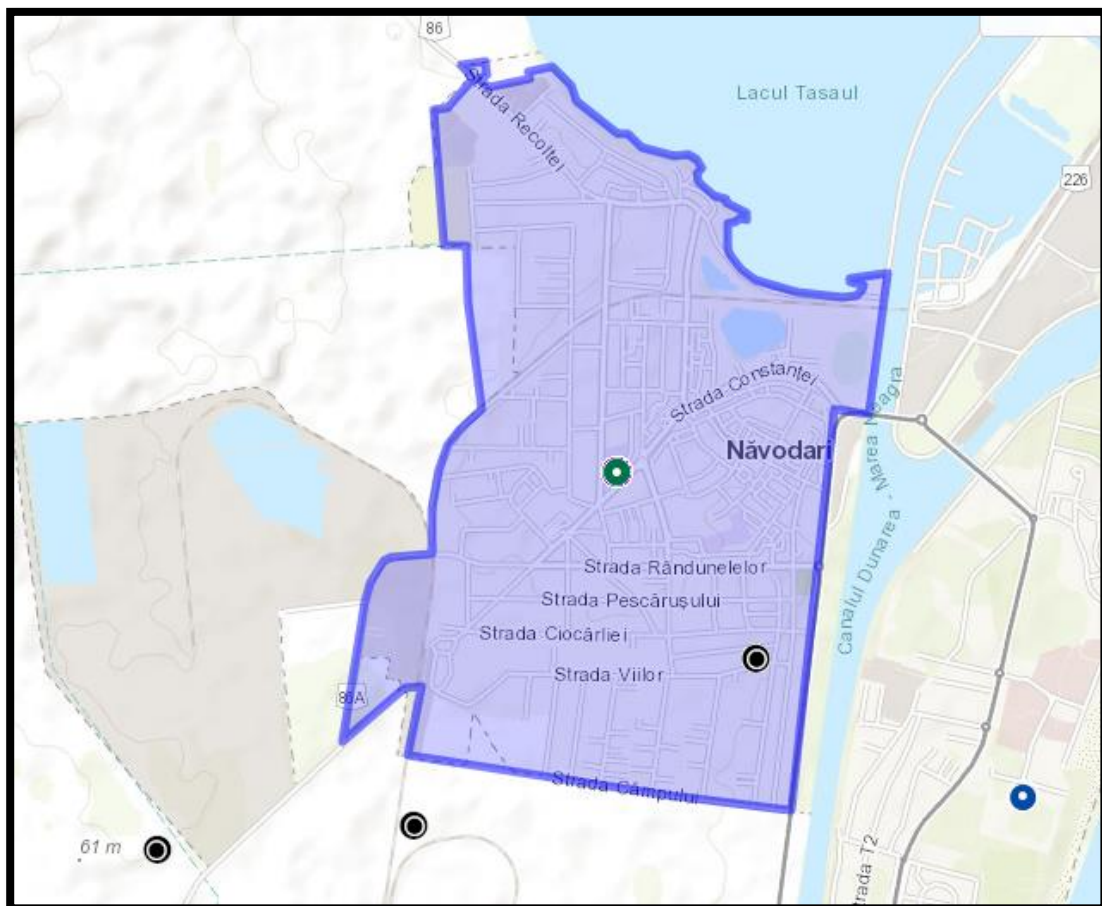 86
Lacul Tasaul
Strada Recoltei
226
Strada Constanței
Năvodari
Canalul Dunarea - Marea Neagra
Strada Rândunelelor
Strada Pescărușului
Strada Ciocârliei
Strada Viilor
86A
Strada Câmpului
61 m
Strada T2